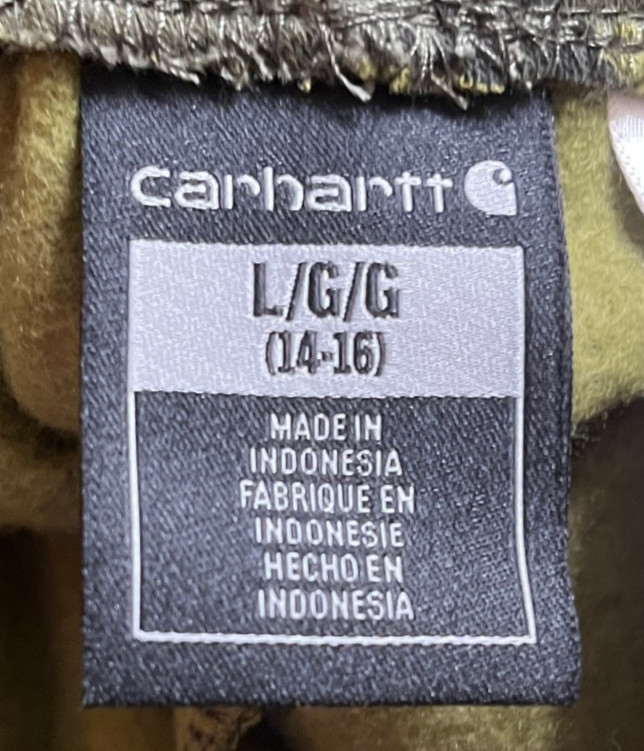 carhartt
L/G/G
(14-16)
MADE IN
INDONESIA
FABRIQUE EN
INDONESIE
HECHO EN
INDONESIA